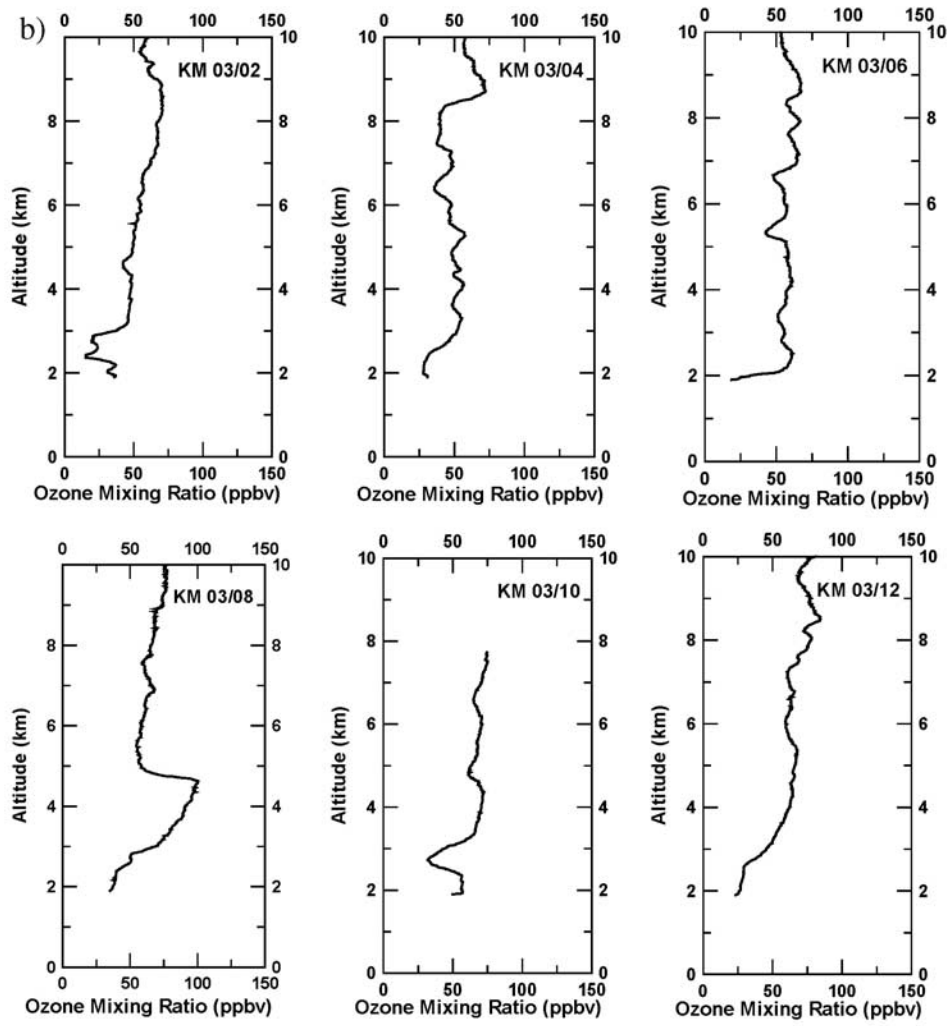 b)
0 50 100 150
0 50 100 150
0 50 100 150
10 10 10
KM 03/02
KM 03/04
KM 03/06
8 8 8 8 8 8
6 6 6 6 6 6
Altitude (km)
Altitude (km)
Altitude (km)
4 4 4 4 4 4
2 2 2 2 2 2
0 0 0 0 0 0
0 50 100 150
0 50 100 150
0 50 100 150
Ozone Mixing Ratio (ppbv)
Ozone Mixing Ratio (ppbv)
Ozone Mixing Ratio (ppbv)
0 50 100 150
0 50 100 150
0 50 100 150
10 10 10 10 10
KM 03/08
KM 03/10
KM 03/12
8 8 8 8 8 8
6 6 6 6 6 6
Altitude (km)
Altitude (km)
Altitude (km)
4 4 4 4 4 4
2 2 2 2 2 2
0 0 0 0 0 0
0 50 100 150
0 50 100 150
0 50 100 150
Ozone Mixing Ratio (ppbv)
Ozone Mixing Ratio (ppbv)
Ozone Mixing Ratio (ppbv)